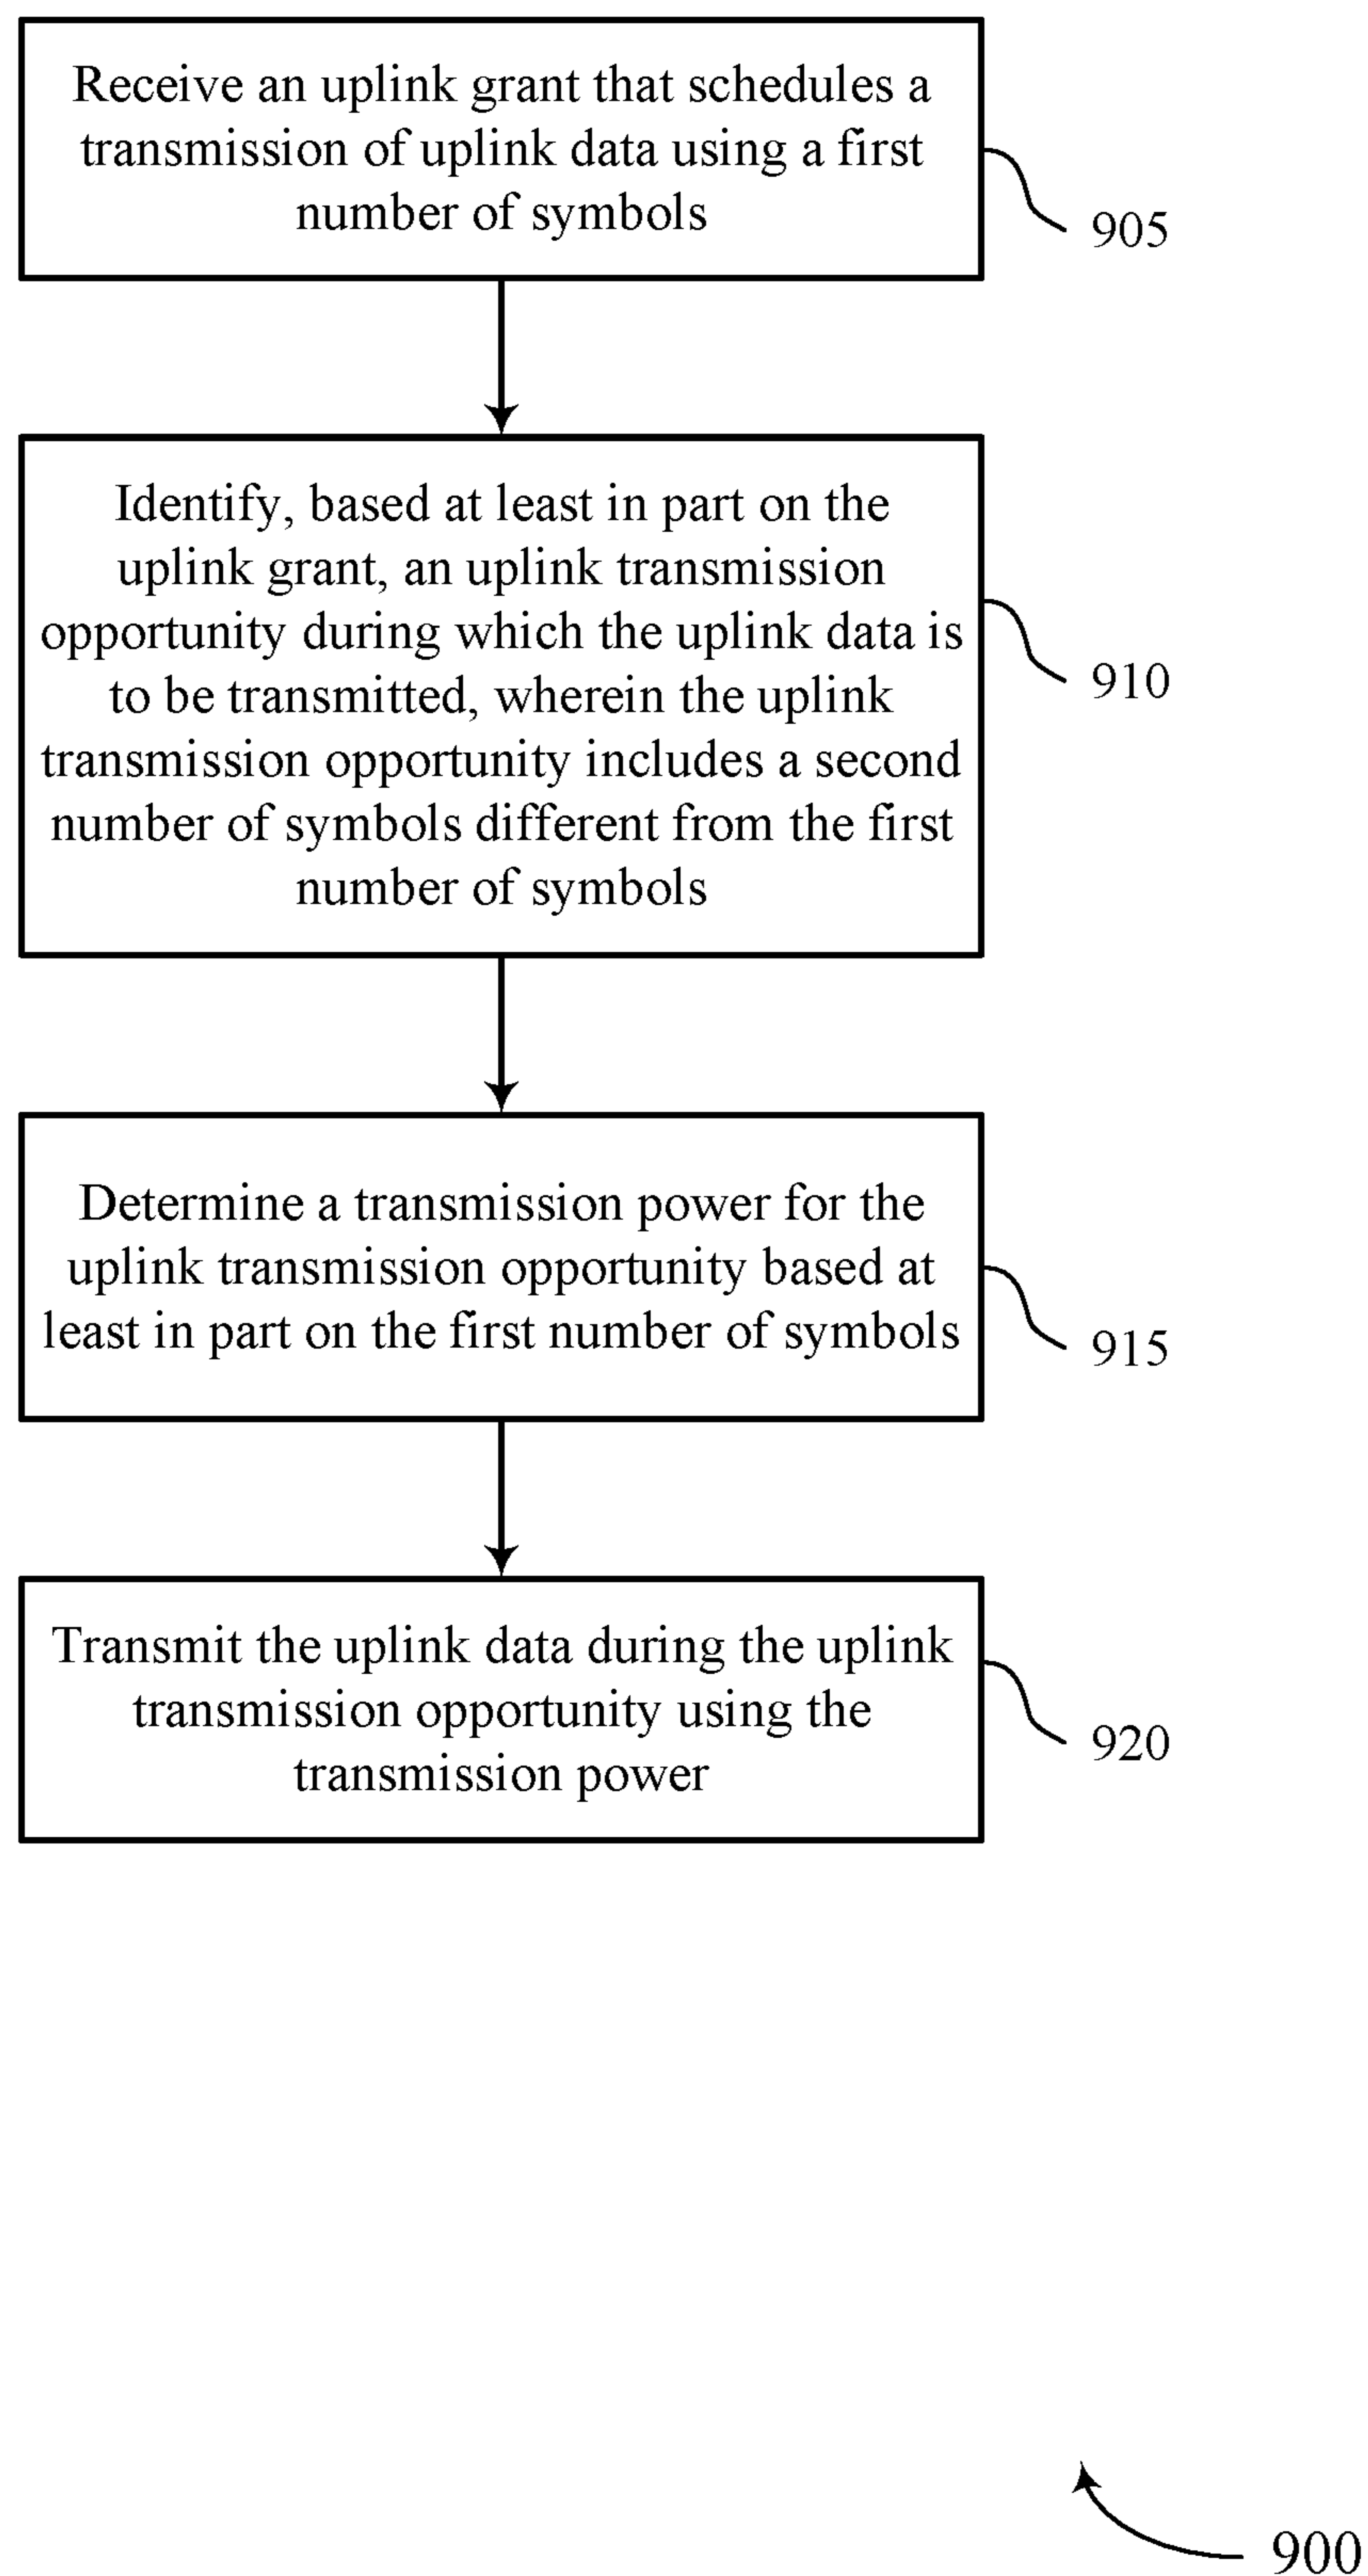 Receive an uplink grant that schedules a
transmission of uplink data using a first
number of symbols
905
Identify, based at least in part on the
uplink grant, an uplink transmission
opportunity during which the uplink data is
to be transmitted, wherein the uplink
transmission opportunity includes a second
number of symbols different from the first
number of symbols
910
Determine a transmission power for the
uplink transmission opportunity based at
least in part on the first number of symbols
915
Transmit the uplink data during the uplink
transmission opportunity using the
transmission power
920
900